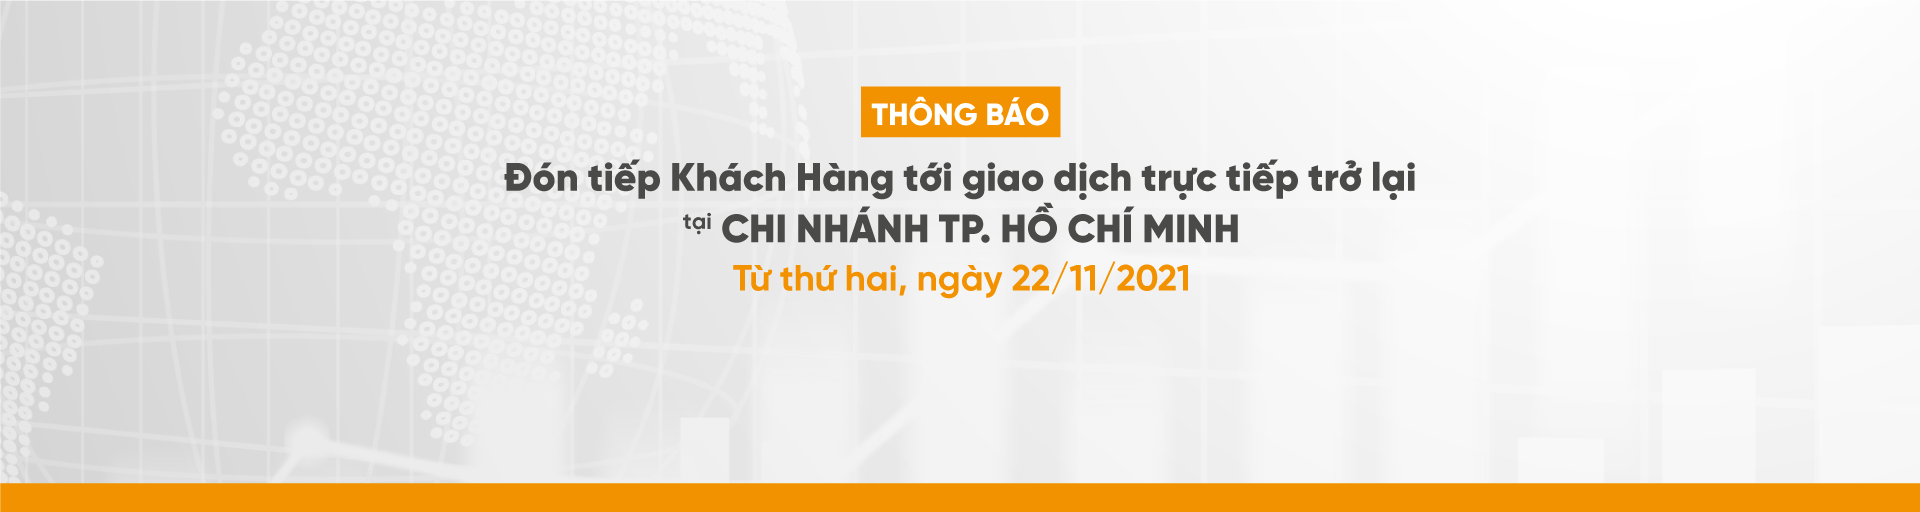 THÔNG BÁO
Đón tiếp Khách Hàng tới giao dịch trực tiếp trở lại
tại CHI NHÁNH TP. HỒ CHÍ MINH
Từ thứ hai, ngày 22/11/2021